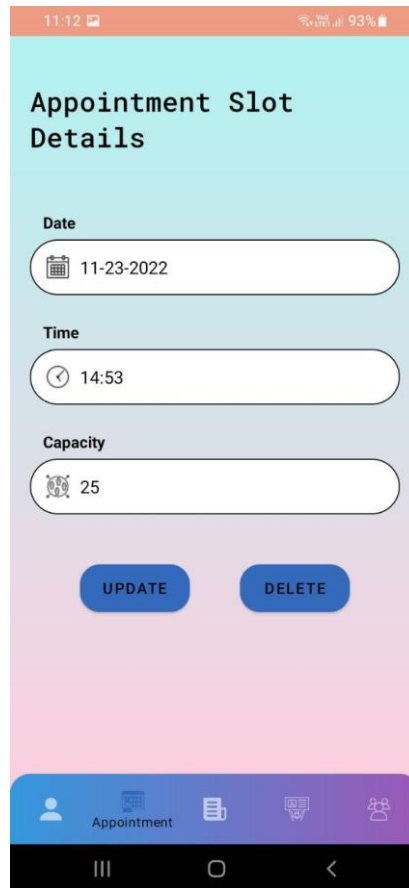 11:12 93%
Appointment Slot
Details
Date
11-23-2022
Time
14:53
Capacity
25
UPDATE DELETE
Appointment